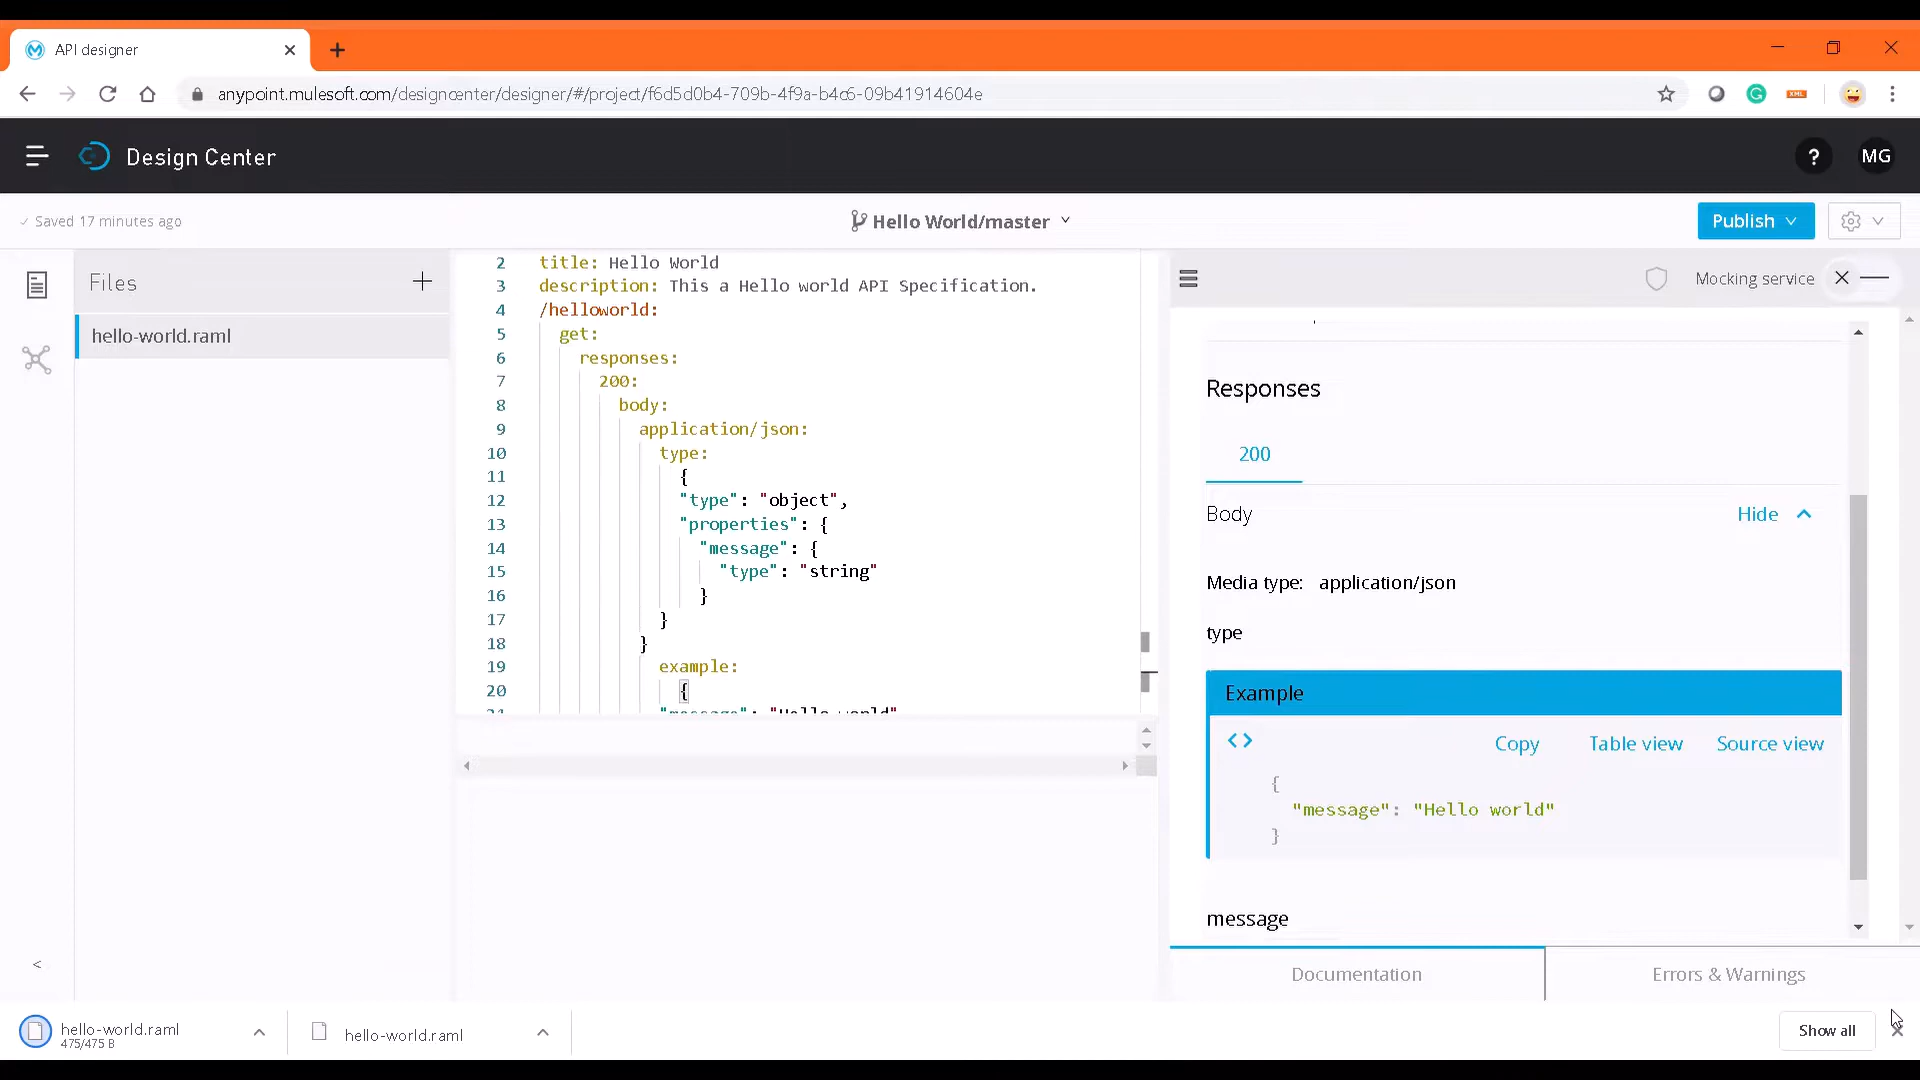 API designer
anypoint.mulesoft.com/designcenter/designer/#/project/f6d5d0b4-709b-4f9a-b4c6-09b41914604e
XML
Design Center
?
MG
Saved 17 minutes ago
Hello World/master
Publish
Files
hello-world.raml
2 title: Hello World
3 description: This a Hello world API Specification.
4 /helloworld:
5 get:
6 responses:
7 200:
8 body:
9 application/json:
10 type:
11 {
12 "type": "object",
13 "properties": {
14 "message": {
15 "type": "string"
16 }
17 }
18 }
19 example:
20 {
21 "message": "Hello world"
Mocking service
Responses
200
Body
Hide
Media type: application/json
type
Example
Copy
Table view
Source view
{
"message": "Hello world"
}
message
Documentation
Errors & Warnings
hello-world.raml
475/475 B
hello-world.raml
Show all